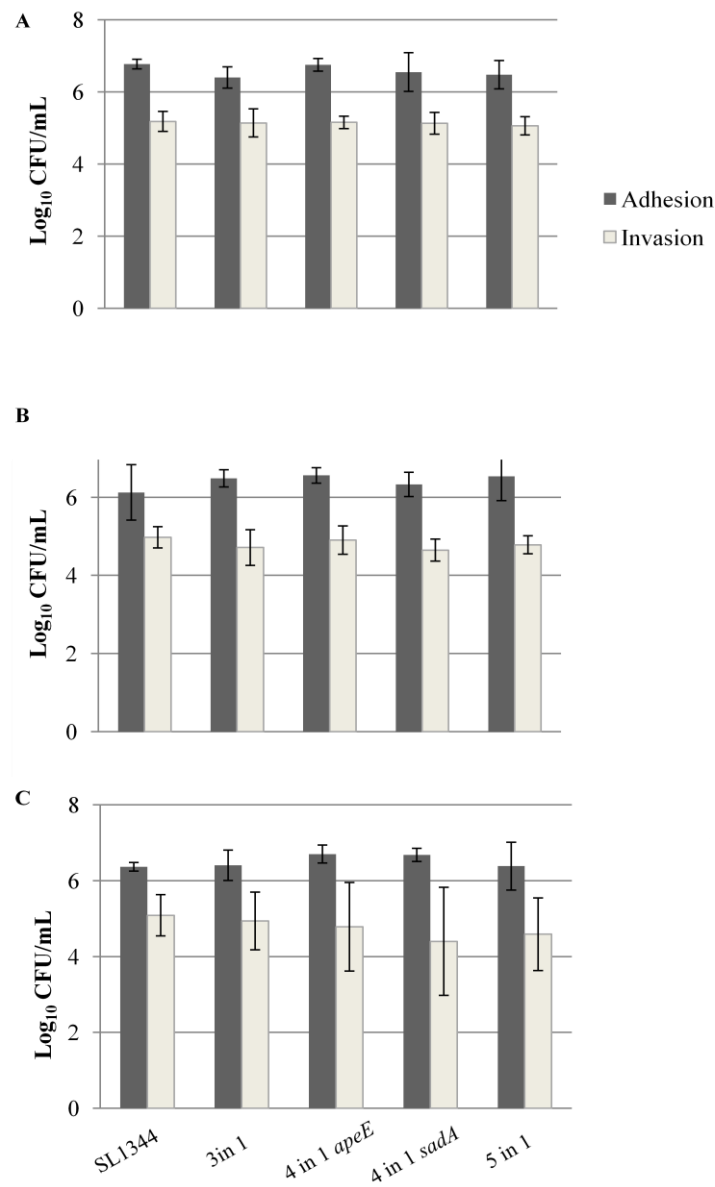 A
8
6
4
2
0
Log₁₀ CFU/mL
Adhesion
Invasion
B
6
4
2
0
Log₁₀ CFU/mL
C
8
6
4
2
0
Log₁₀ CFU/mL
SL1344
3in 1
4 in 1 apeE
4 in 1 sadA
5 in 1